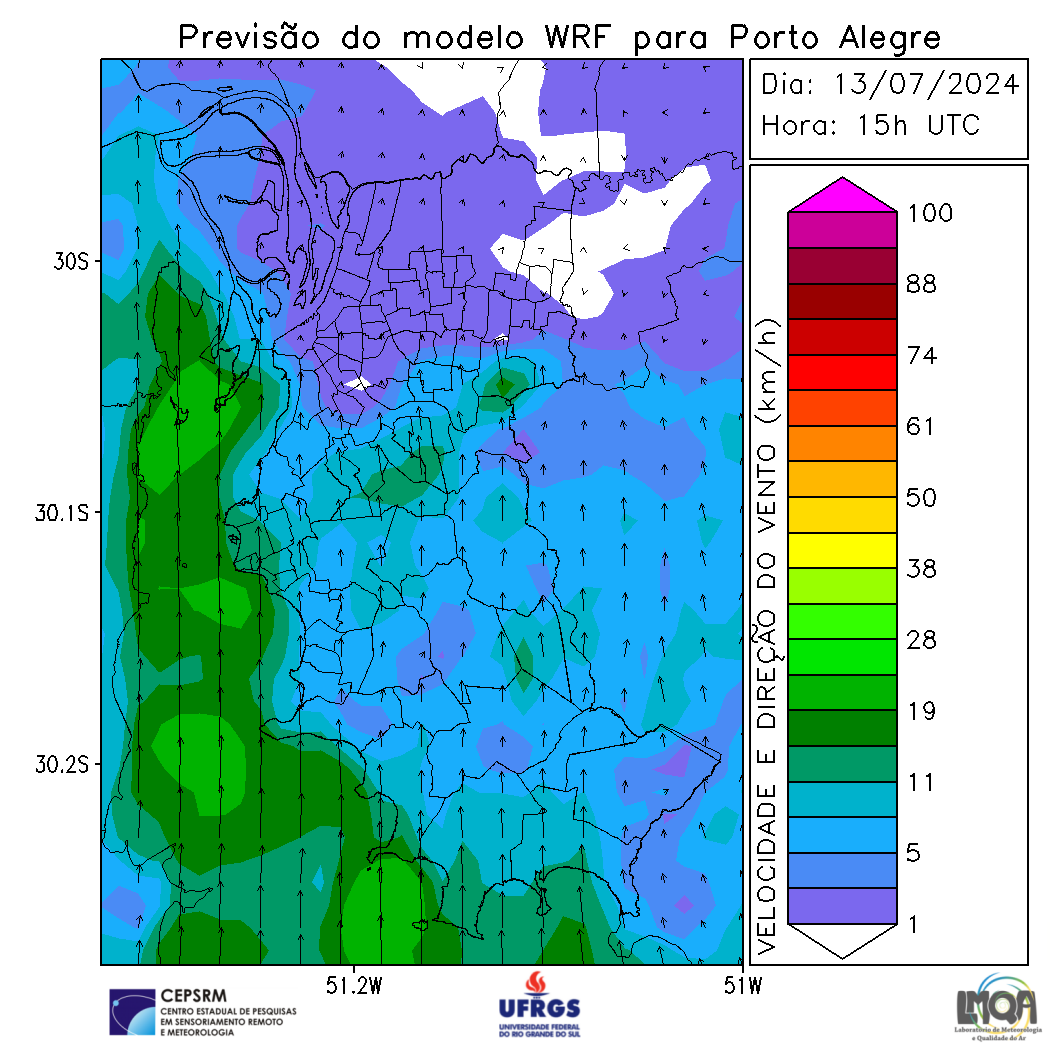 Previsão do modelo WRF para Porto Alegre
Dia: 13/07/2024
Hora: 15h UTC
30S
30.1S
30.2S
51.2W
51W
VELOCIDADE E DIREÇÃO DO VENTO (km/h)
100
88
74
61
50
38
28
19
11
5
1
CEPSRM
CENTRO ESTADUAL DE PESQUISAS
EM SENSORIAMENTO REMOTO
E METEOROLOGIA
UFRGS
UNIVERSIDADE FEDERAL
DO RIO GRANDE DO SUL
LMQA
Laboratório de Meteorologia
e Qualidade do Ar